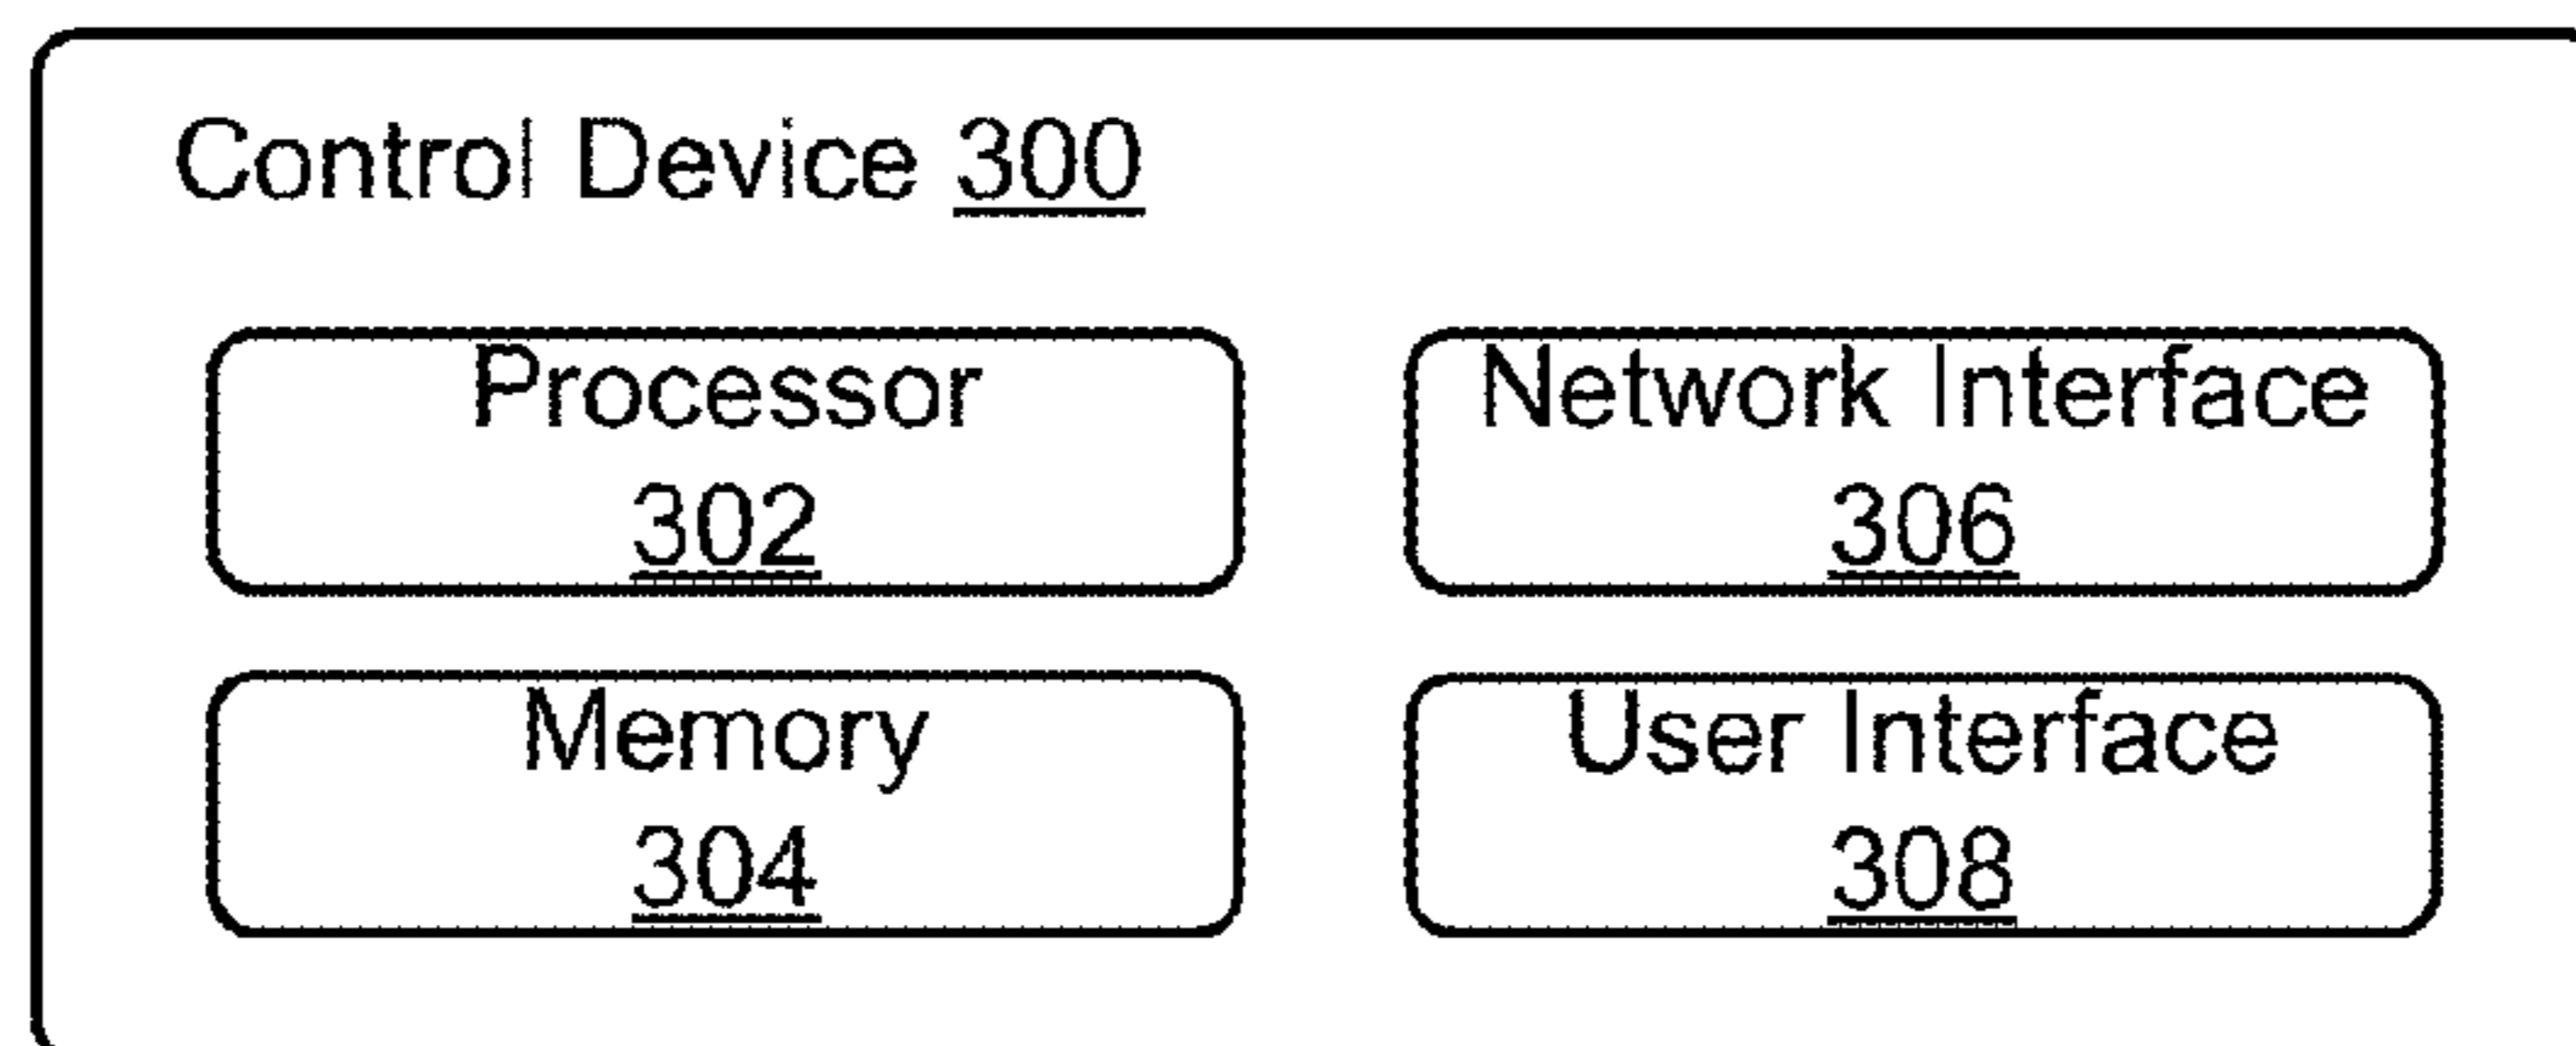 Control Device 300
Processor
302
Network Interface
306
Memory
304
User Interface
308